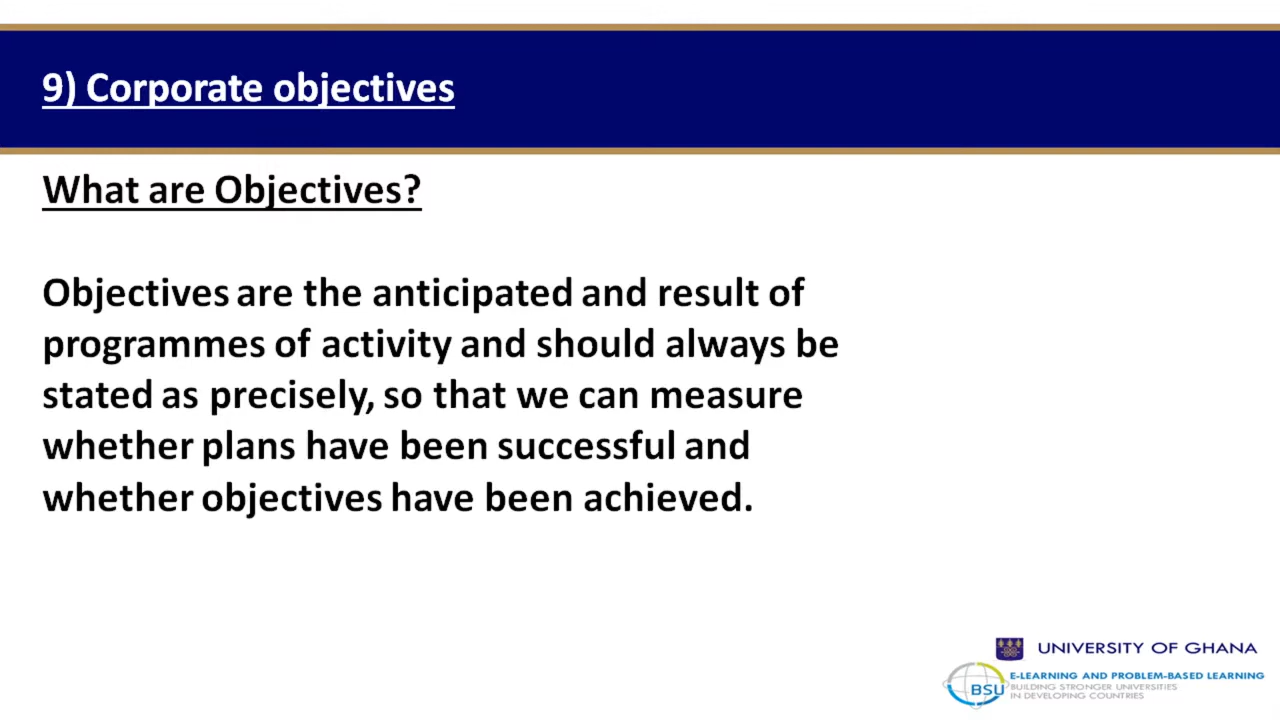 9) Corporate objectives
What are Objectives?
Objectives are the anticipated and result of
programmes of activity and should always be
stated as precisely, so that we can measure
whether plans have been successful and
whether objectives have been achieved.
UNIVERSITY OF GHANA
BSU
E-LEARNING AND PROBLEM-BASED LEARNING
BUILDING STRONGER UNIVERSITIES
IN DEVELOPING COUNTRIES